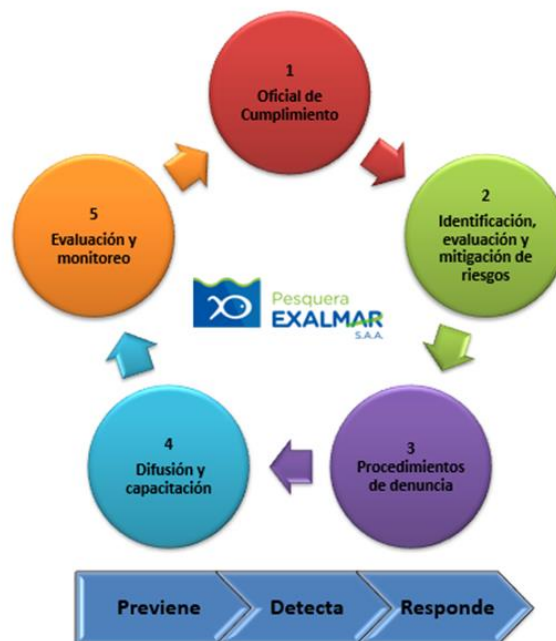 1
Oficial de
Cumplimiento
2
Identificación,
evaluación y
mitigación de
riesgos
3
Procedimientos
de denuncia
4
Difusión y
capacitación
5
Evaluación y
monitoreo
Pesquera
EXALMAR
S.A.A.
Previene
Detecta
Responde